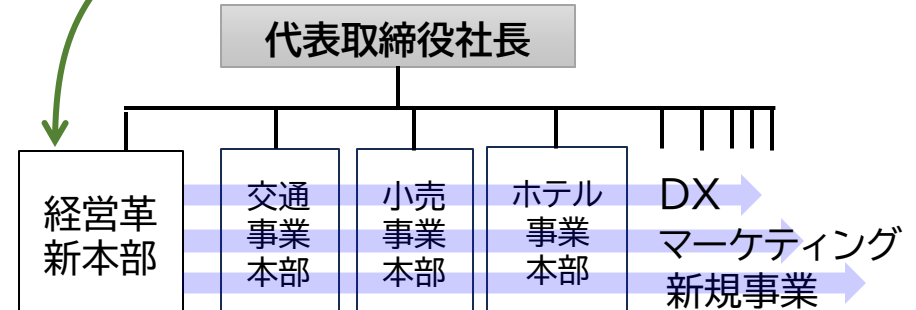 代表取締役社長
経営革
新本部
交通
事業
本部
小売
事業
本部
ホテル
事業
本部
DX
マーケティング
新規事業